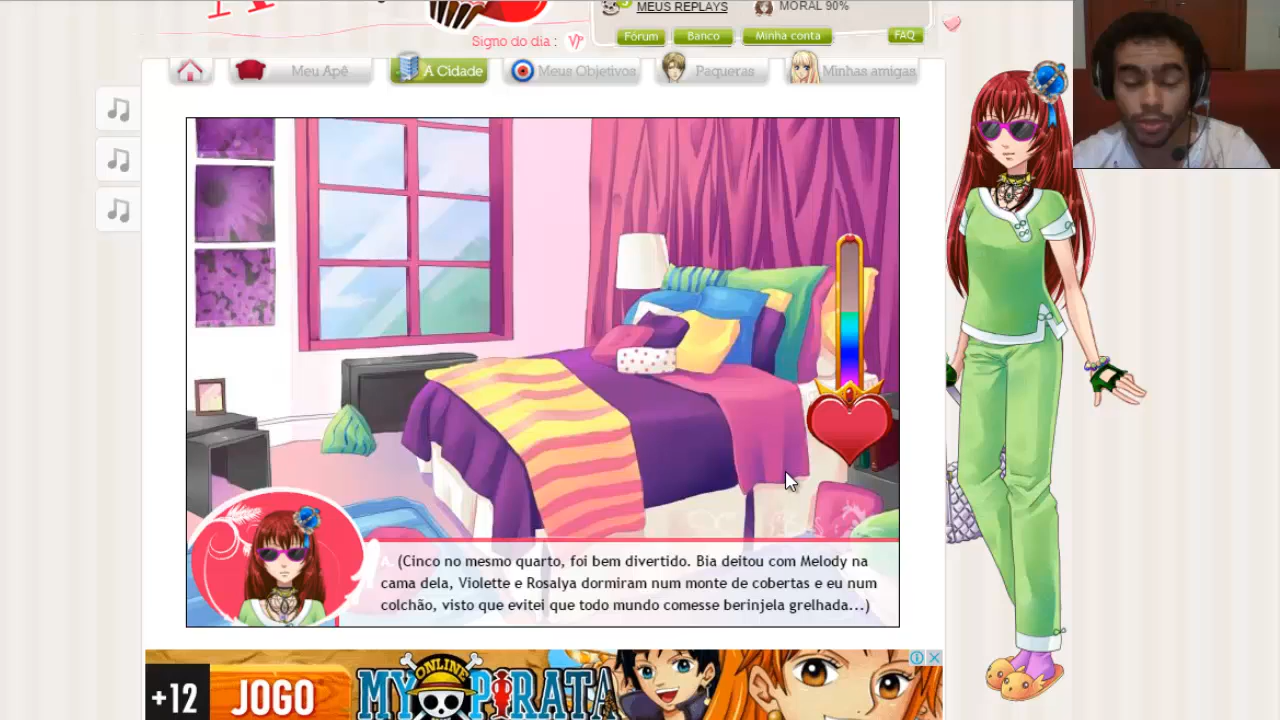 MEUS REPLAYS
MORAL 90%
Signo do dia :
Fórum
Banco
Minha conta
FAQ
Meu Apê
A Cidade
Meus Objetivos
Paqueras
Minhas amigas
A. (Cinco no mesmo quarto, foi bem divertido. Bia deitou com Melody na
cama dela, Violette e Rosalya dormiram num monte de cobertas e eu num
colchão, visto que evitei que todo mundo comesse berinjela grelhada...)
+12
JOGO
ONLINE
MY PIRATA